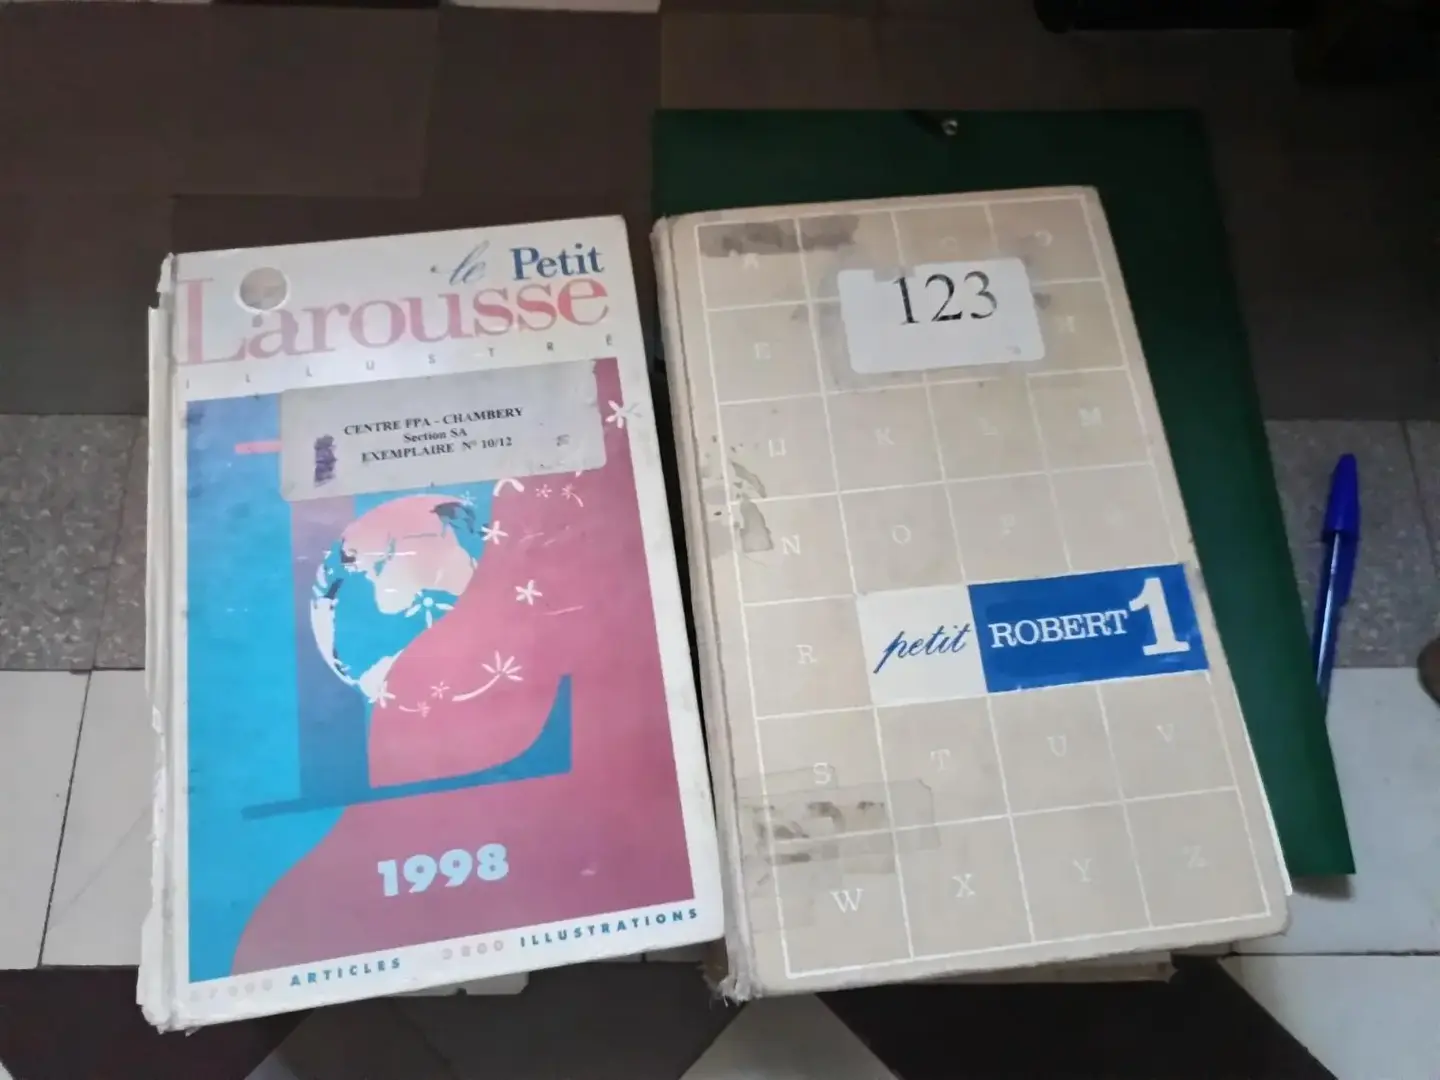 le Petit
Larousse
ILLUSTRÉ
CENTRE FPA - CHAMBERY
Section SA
EXEMPLAIRE N° 10/12
1998
ARTICLES ILLUSTRATIONS
123
E
M
N O P
R
petit ROBERT 1
S T U V
W X Y Z